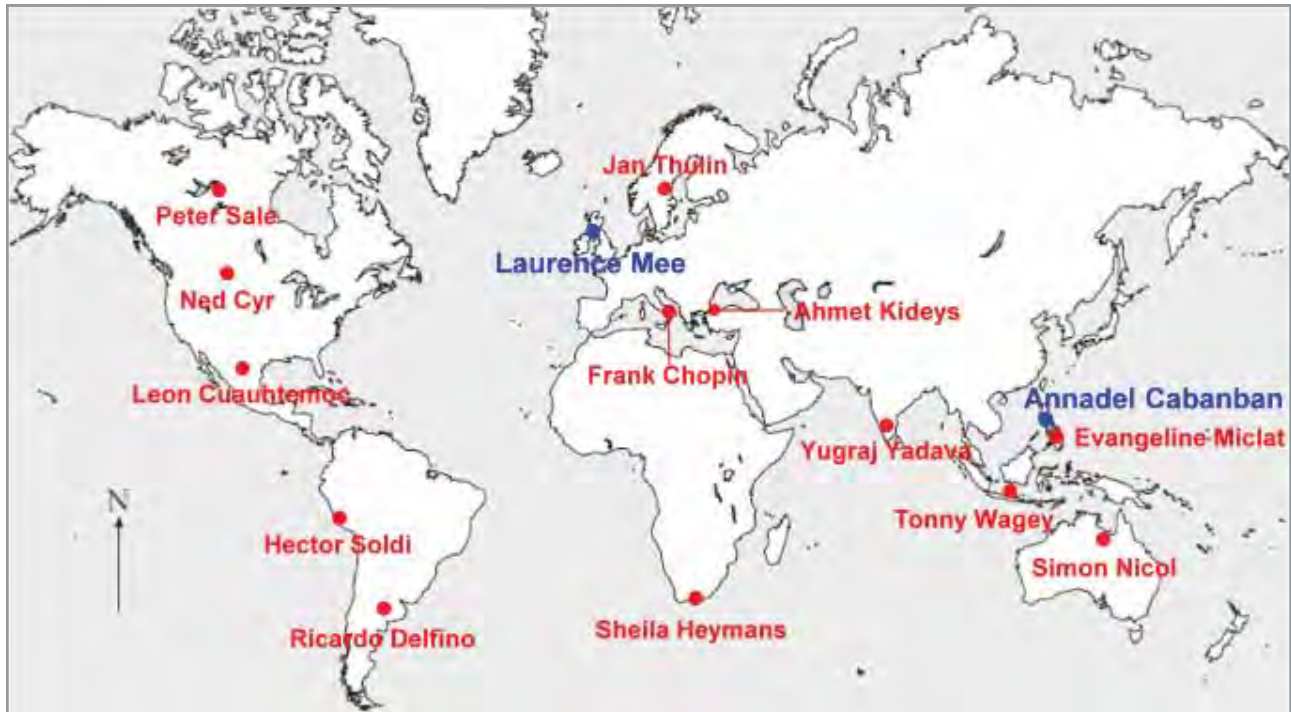 Jan Thulin
Peter Sale
Laurence Mee
Ned Cyr
Ahmet Kideys
Frank Chopin
Leon Cuauhtemoc
Annadel Cabanban
Evangeline Miclat
Yugraj Yadava
N
Tonny Wagey
Hector Soldi
Simon Nicol
Sheila Heymans
Ricardo Delfino